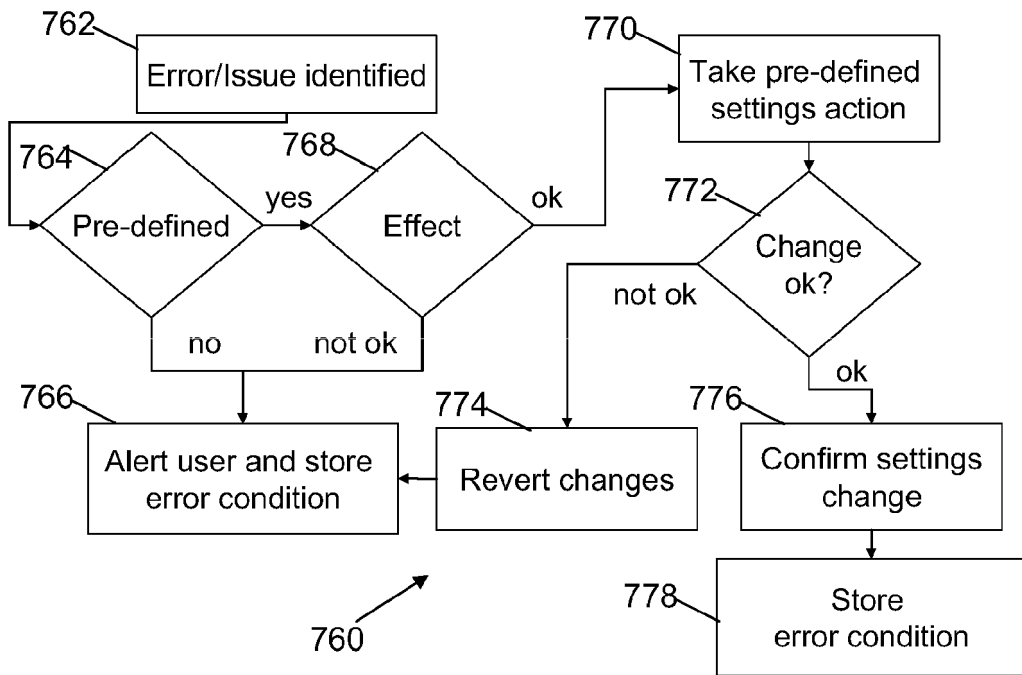 762
Error/Issue identified
764
Pre-defined
yes
768
Effect
ok
no
not ok
766
Alert user and store
error condition
770
Take pre-defined
settings action
772
Change
ok?
not ok
ok
774
Revert changes
776
Confirm settings
change
778
Store
error condition
760